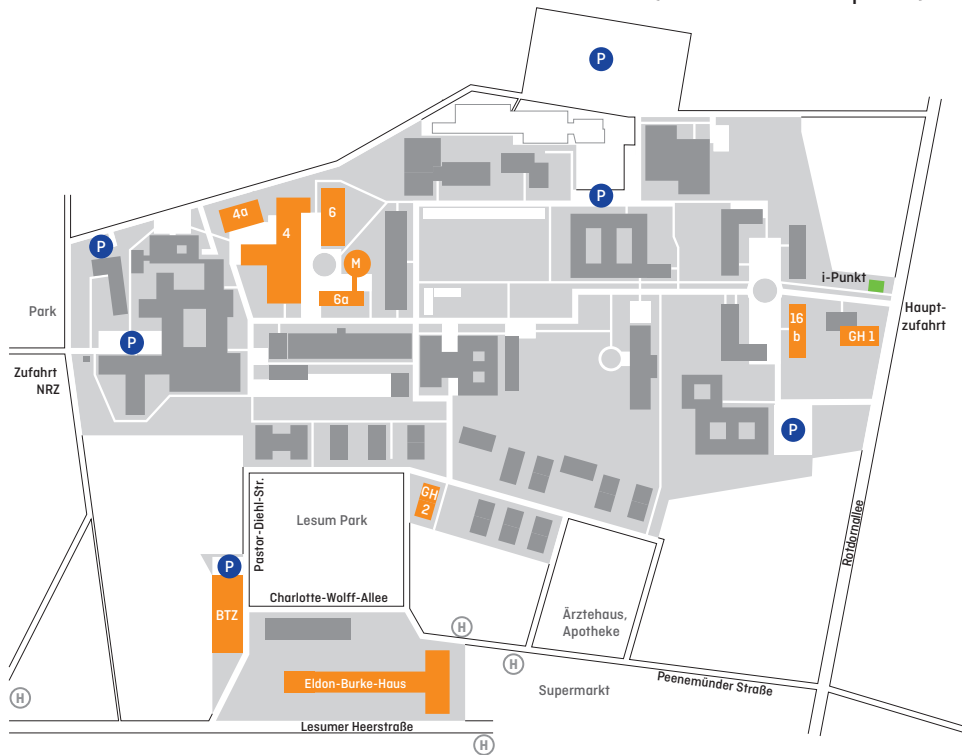 P
P
4a
6
4
M
6a
P
i-Punkt
Haupt-
zufahrt
Park
16
b
GH 1
P
Zufahrt
NRZ
P
GH
2
Pastor-Diehl-Str.
Lesum Park
Rotdornallee
P
BTZ
Charlotte-Wolff-Allee
Ärztehaus,
Apotheke
H
H
Eldon-Burke-Haus
Supermarkt
Peenemünder Straße
H
Lesumer Heerstraße
H